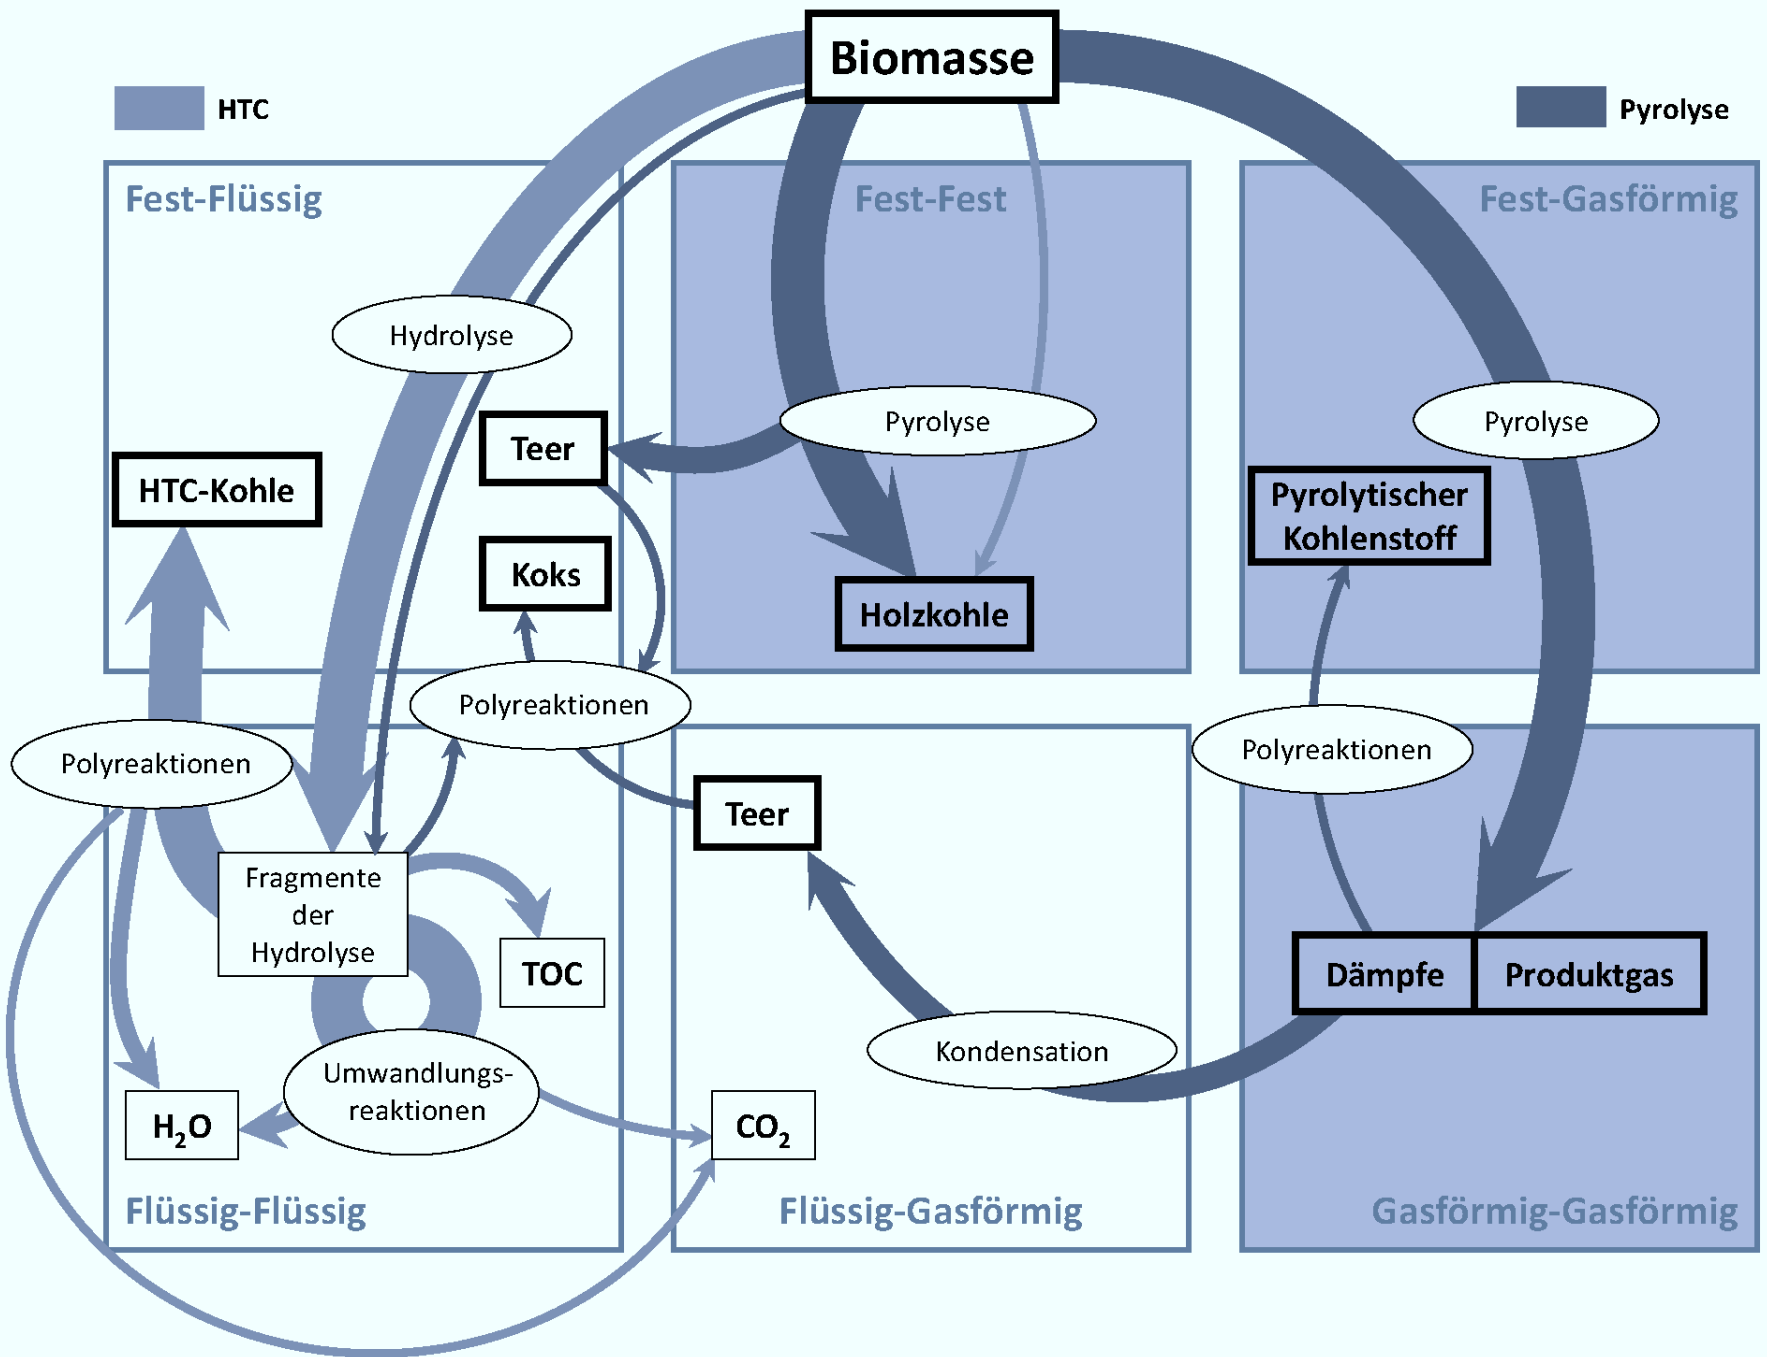 Biomasse
HTC
Pyrolyse
Fest-Flüssig
Fest-Fest
Fest-Gasförmig
Hydrolyse
Pyrolyse
Pyrolyse
Teer
HTC-Kohle
Pyrolytischer
Kohlenstoff
Koks
Holzkohle
Polyreaktionen
Polyreaktionen
Polyreaktionen
Teer
Fragmente
der
Hydrolyse
TOC
Dämpfe
Produktgas
Kondensation
Umwandlungs-
reaktionen
H₂O
CO₂
Flüssig-Flüssig
Flüssig-Gasförmig
Gasförmig-Gasförmig